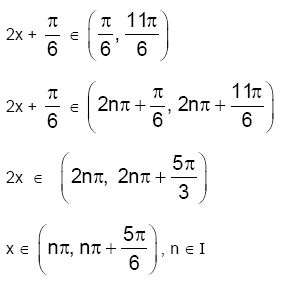 2x + π/6 ∈ (π/6, 11π/6)
2x + π/6 ∈ (2nπ + π/6, 2nπ + 11π/6)
2x ∈ (2nπ, 2nπ + 5π/3)
x ∈ (nπ, nπ + 5π/6), n ∈ I